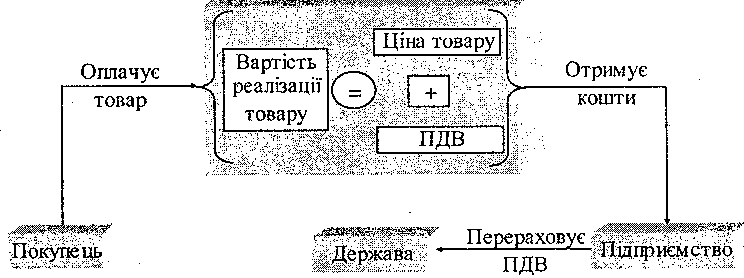 Оплачує
товар
Вартість
реалізації
товару
=
Ціна товару
+
ПДВ
Отримує
кошти
Покупець
Держава
Перераховує
ПДВ
Підприємство